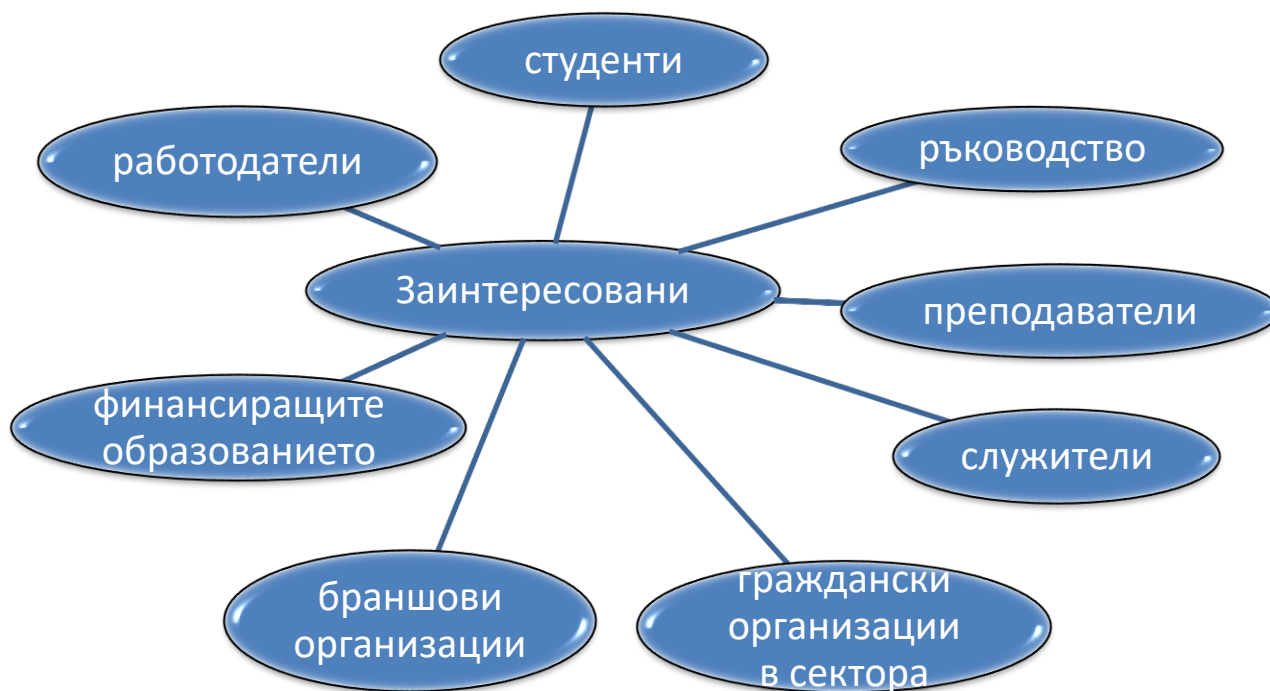 студенти
работодатели
ръководство
Заинтересовани
преподаватели
финансиращите
образованието
служители
браншови
организации
граждански
организации
в сектора